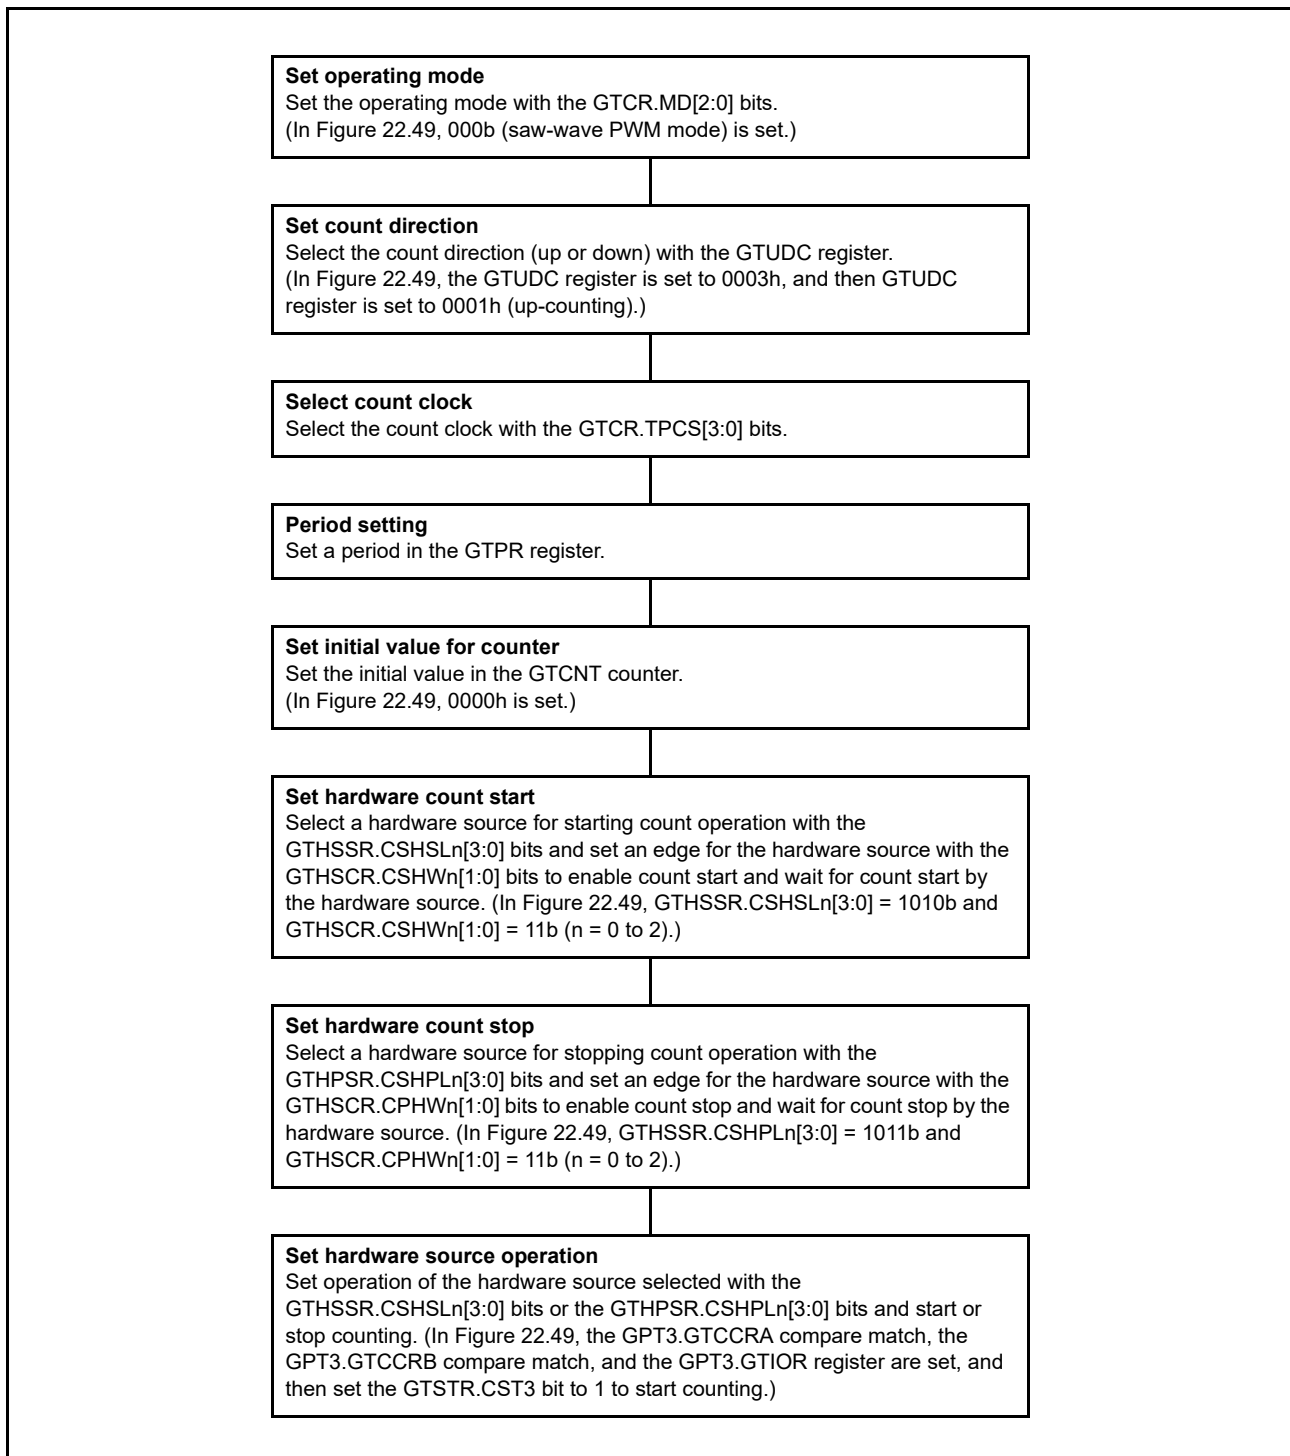 Set operating mode
Set the operating mode with the GTCR.MD[2:0] bits.
(In Figure 22.49, 000b (saw-wave PWM mode) is set.)
Set count direction
Select the count direction (up or down) with the GTUDC register.
(In Figure 22.49, the GTUDC register is set to 0003h, and then GTUDC
register is set to 0001h (up-counting).)
Select count clock
Select the count clock with the GTCR.TPCS[3:0] bits.
Period setting
Set a period in the GTPR register.
Set initial value for counter
Set the initial value in the GTCNT counter.
(In Figure 22.49, 0000h is set.)
Set hardware count start
Select a hardware source for starting count operation with the
GTHSSR.CSHSLn[3:0] bits and set an edge for the hardware source with the
GTHSCR.CSHWn[1:0] bits to enable count start and wait for count start by
the hardware source. (In Figure 22.49, GTHSSR.CSHSLn[3:0] = 1010b and
GTHSCR.CSHWn[1:0] = 11b (n = 0 to 2).)
Set hardware count stop
Select a hardware source for stopping count operation with the
GTHPSR.CSHPLn[3:0] bits and set an edge for the hardware source with the
GTHSCR.CPHWn[1:0] bits to enable count stop and wait for count stop by the
hardware source. (In Figure 22.49, GTHSSR.CSHPLn[3:0] = 1011b and
GTHSCR.CPHWn[1:0] = 11b (n = 0 to 2).)
Set hardware source operation
Set operation of the hardware source selected with the
GTHSSR.CSHSLn[3:0] bits or the GTHPSR.CSHPLn[3:0] bits and start or
stop counting. (In Figure 22.49, the GPT3.GTCCRA compare match, the
GPT3.GTCCRB compare match, and the GPT3.GTIOR register are set, and
then set the GTSTR.CST3 bit to 1 to start counting.)